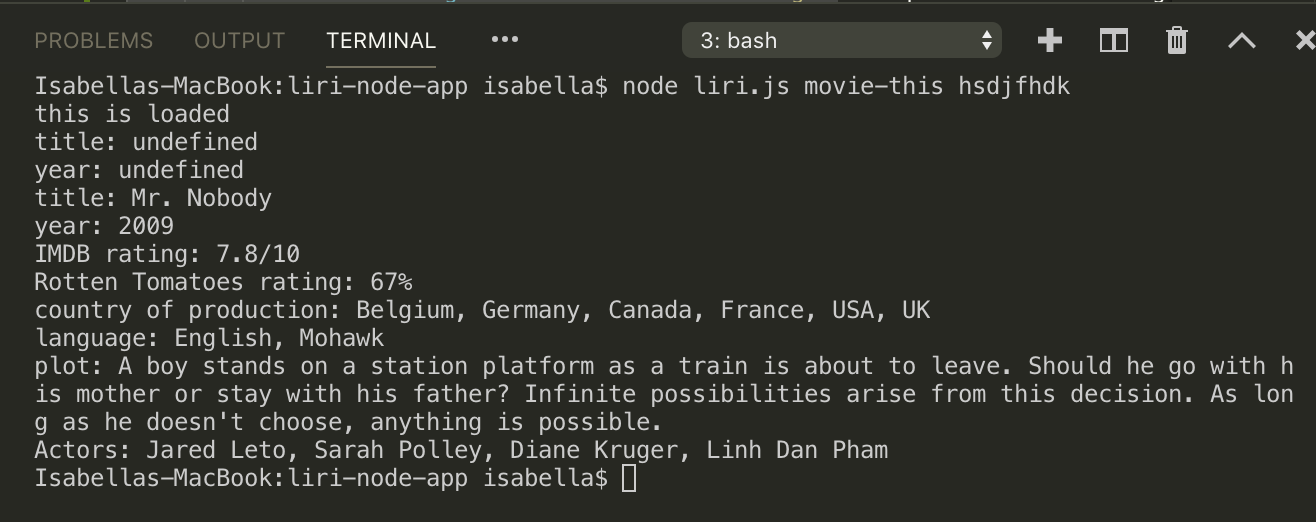 PROBLEMS OUTPUT TERMINAL ••• 3: bash
Isabellas-MacBook:liri-node-app isabella$ node liri.js movie-this hsdjfhdk
this is loaded
title: undefined
year: undefined
title: Mr. Nobody
year: 2009
IMDB rating: 7.8/10
Rotten Tomatoes rating: 67%
country of production: Belgium, Germany, Canada, France, USA, UK
language: English, Mohawk
plot: A boy stands on a station platform as a train is about to leave. Should he go with h
is mother or stay with his father? Infinite possibilities arise from this decision. As lon
g as he doesn't choose, anything is possible.
Actors: Jared Leto, Sarah Polley, Diane Kruger, Linh Dan Pham
Isabellas-MacBook:liri-node-app isabella$